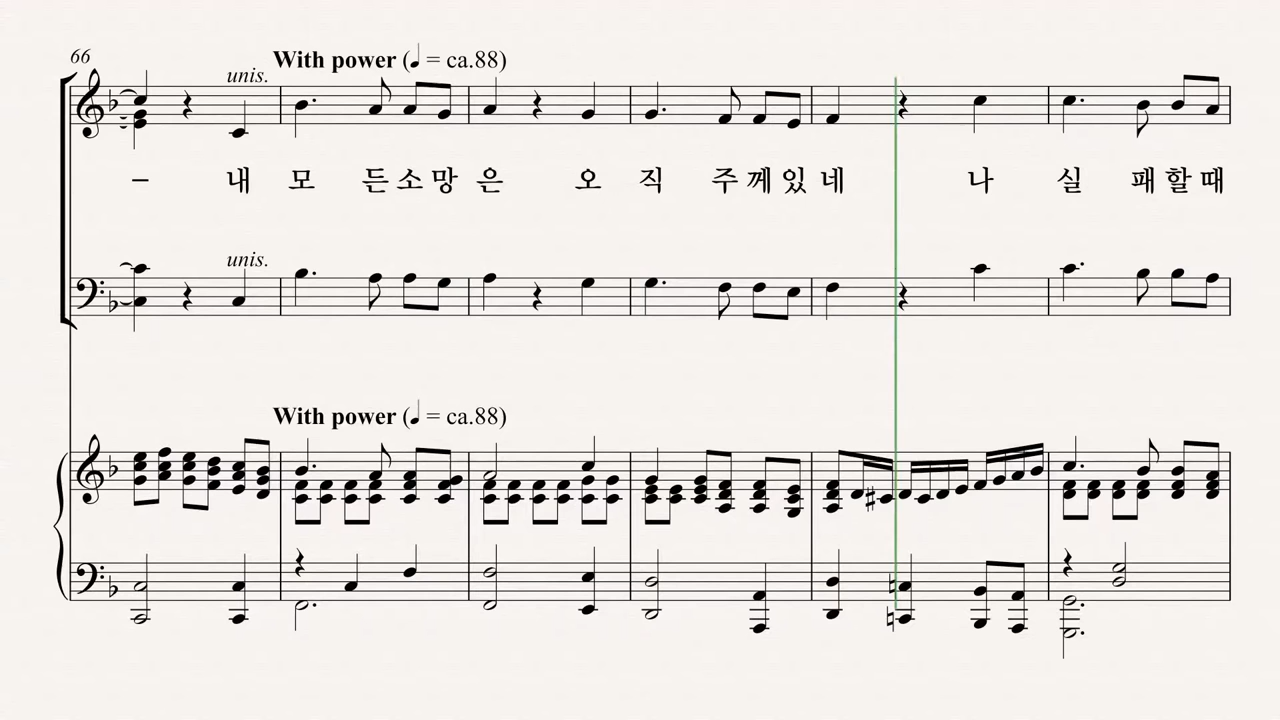 66
With power (♩ = ca.88)
unis.
– 내 모 든 소 망 은 오 직 주 께 있 네 나 실 패 할 때
unis.
With power (♩ = ca.88)